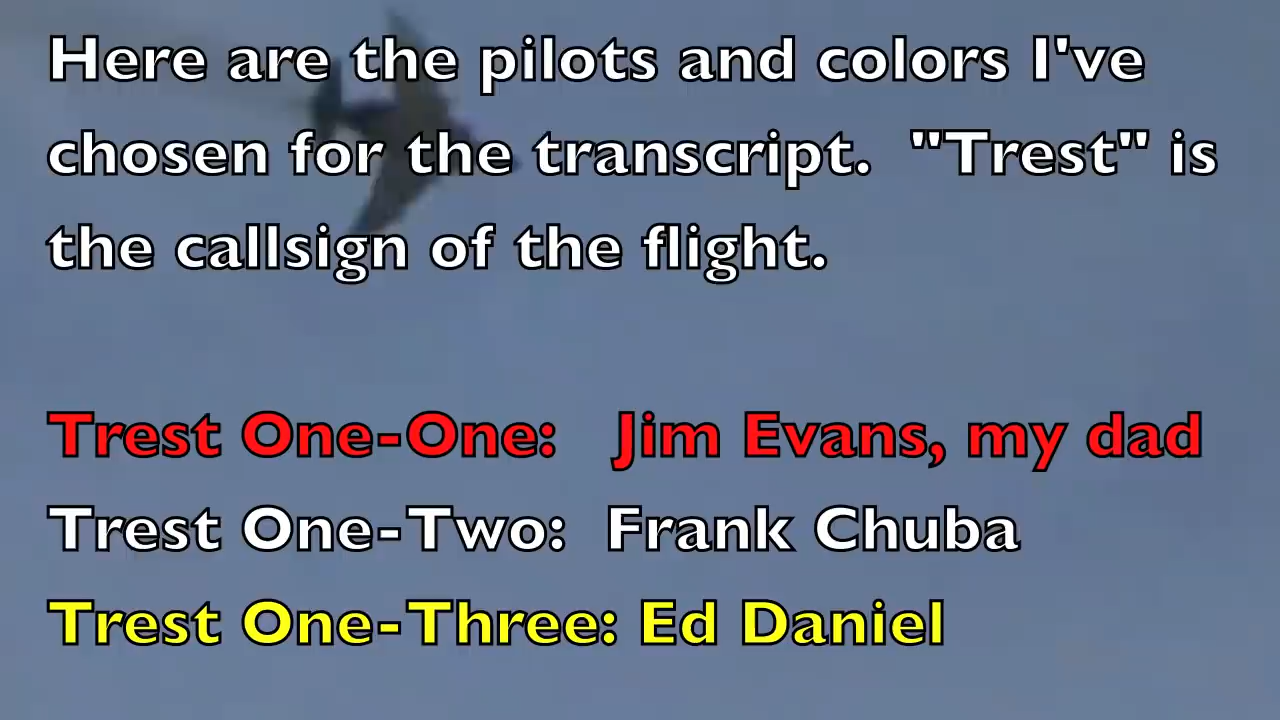 Here are the pilots and colors I've
chosen for the transcript.  "Trest" is
the callsign of the flight.
Trest One-One:   Jim Evans, my dad
Trest One-Two:  Frank Chuba
Trest One-Three: Ed Daniel